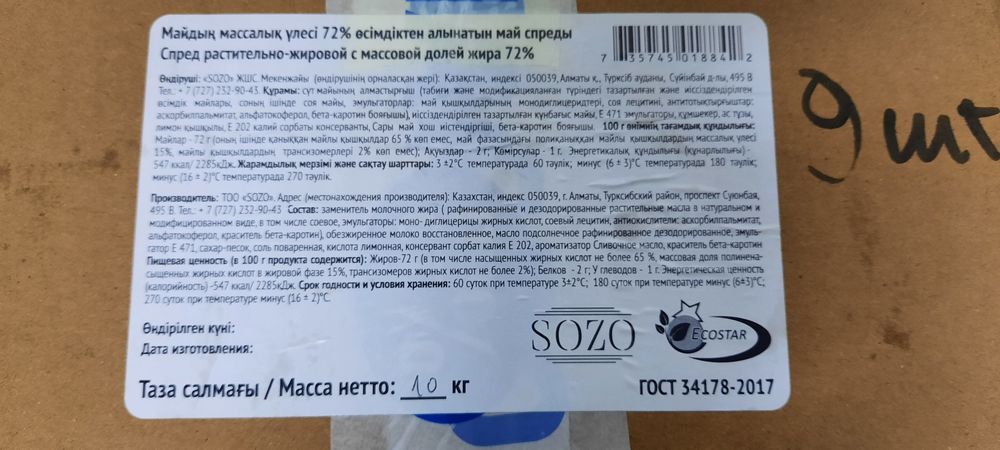 Майдың массалық үлесі 72% өсімдіктен алынатын май спреды
Спред растительно-жировой с массовой долей жира 72%
7 35745 01884 2
Өндіруші: «SOZO» ЖШС. Мекенжайы (өндірушінің орналасқан жері): Қазақстан, индексі 050039, Алматы қ., Түрксіб ауданы, Сүйінбай д-лы, 495 В
Тел.: + 7 (727) 232-90-43. Құрамы: сүт майының алмастырғыш (табиғи және модификацияланған түріндегі тазартылған және иіссіздендірілген
өсімдік майлары, соның ішінде соя майы, эмульгаторлар: май қышқылдарының моноглицеридтері, соя лецитині, антитотықтырғыштар:
аскорбилпальмитат, альфатокоферол, бета-каротин бояғышы), иіссіздендірілген күнбағыс майы, Е 471 эмульгаторы, құмшекер, ас тұзы,
лимон қышқылы, Е 202 калий сорбаты консерванты, Сары май хош иістендіргіші, бета-каротин бояғышы. 100 г өнімнің тағамдық құндылығы:
Майлар - 72 г (оның ішінде қаныққан майлы қышқылдар 65 % көп емес, май фазасындағы полиқаныққан майлы қышқылдардың массалық үлесі
15%, майлы қышқылдардың трансизомерлері 2% көп емес); Ақуыздар - 2 г; Көмірсулар - 1 г. Энергетикалық құндылығы (құнарлылығы) -
547 ккал/ 2285кДж. Жарамдылық мерзімі және сақтау шарттары: 3 ±2°С температурада 60 тәулік; минус (6 ± 3)°С температурада 180 тәулік;
минус (16 ± 2)°С температурада 270 тәулік.
Производитель: ТОО «SOZO». Адрес (местонахождения производителя): Казахстан, индекс 050039, г. Алматы, Турксибский район, проспект Суюнбая,
495 В. Тел.: + 7 (727) 232-90-43 Состав: заменитель молочного жира ( рафинированные и дезодорированные растительные масла в натуральном и
модифицированном виде, в том числе соевое, эмульгаторы: моно- диглицерицы жирных кислот, соевый лецитин, антиокислители: аскорбилпальмитат,
альфатокоферол, краситель бета-каротин), обезжиренное молоко восстановленное, масло подсолнечное рафинированное дезодорированное, эмуль-
гатор Е 471, сахар-песок, соль поваренная, кислота лимонная, консервант сорбат калия Е 202, ароматизатор Сливочное масло, краситель бета-каротин
Пищевая ценность (в 100 г продукта содержится): Жиров-72 г (в том числе насыщенных жирных кислот не более 65 %, массовая доля полинена-
сыщенных жирных кислот в жировой фазе 15%, трансизомеров жирных кислот не более 2%); Белков - 2 г; У глеводов - 1 г. Энергетическая ценность
(калорийность) -547 ккал/ 2285кДж. Срок годности и условия хранения: 60 суток при температуре 3±2°С; 180 суток при температуре минус (6±3)°С;
270 суток при температуре минус (16 ± 2)°С.
Өндірілген күні:
Дата изготовления:
SOZO
ECOSTAR
Таза салмағы / Масса нетто: 10 кг
ГОСТ 34178-2017
9 шт